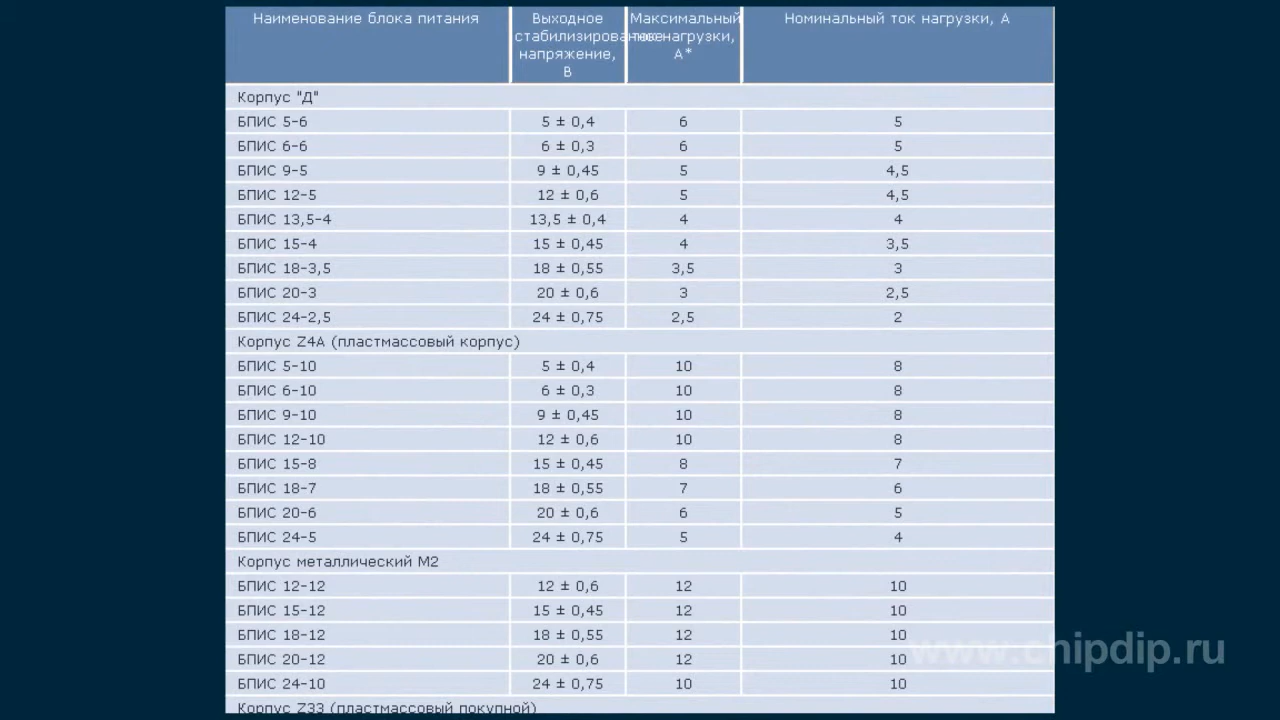 Наименование блока питания
Выходное стабилизированное напряжение, В
Максимальный ток нагрузки, А*
Номинальный ток нагрузки, А
Корпус "Д"
БПИС 5-6 5 ± 0,4 6 5
БПИС 6-6 6 ± 0,3 6 5
БПИС 9-5 9 ± 0,45 5 4,5
БПИС 12-5 12 ± 0,6 5 4,5
БПИС 13,5-4 13,5 ± 0,4 4 4
БПИС 15-4 15 ± 0,45 4 3,5
БПИС 18-3,5 18 ± 0,55 3,5 3
БПИС 20-3 20 ± 0,6 3 2,5
БПИС 24-2,5 24 ± 0,75 2,5 2
Корпус Z4A (пластмассовый корпус)
БПИС 5-10 5 ± 0,4 10 8
БПИС 6-10 6 ± 0,3 10 8
БПИС 9-10 9 ± 0,45 10 8
БПИС 12-10 12 ± 0,6 10 8
БПИС 15-8 15 ± 0,45 8 7
БПИС 18-7 18 ± 0,55 7 6
БПИС 20-6 20 ± 0,6 6 5
БПИС 24-5 24 ± 0,75 5 4
Корпус металлический М2
БПИС 12-12 12 ± 0,6 12 10
БПИС 15-12 15 ± 0,45 12 10
БПИС 18-12 18 ± 0,55 12 10
БПИС 20-12 20 ± 0,6 12 10
БПИС 24-10 24 ± 0,75 10 10
Корпус Z33 (пластмассовый покупной)
www.chipdip.ru